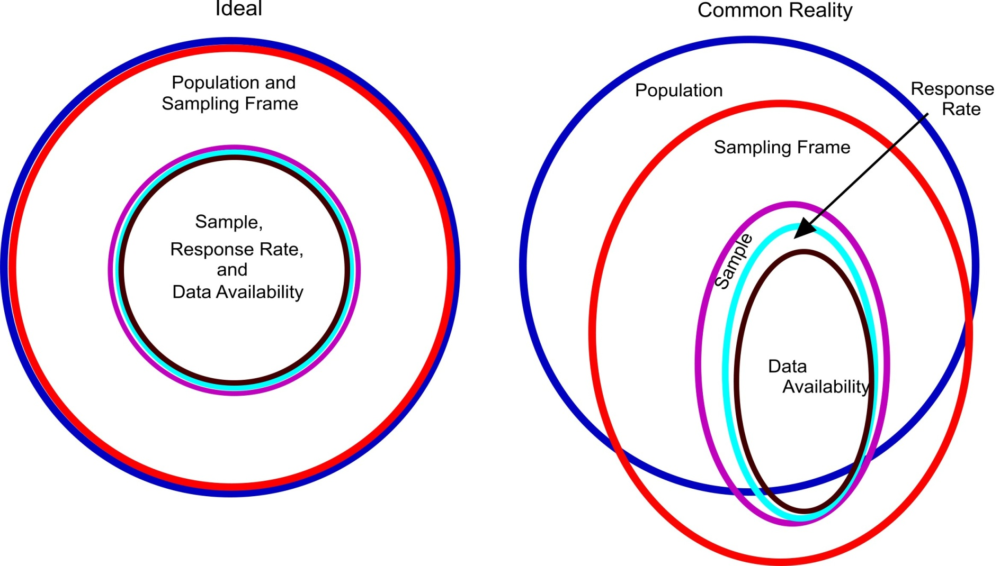 Ideal
Population and
Sampling Frame
Sample,
Response Rate,
and
Data Availability
Common Reality
Population
Response
Rate
Sampling Frame
Sample
Data
Availability